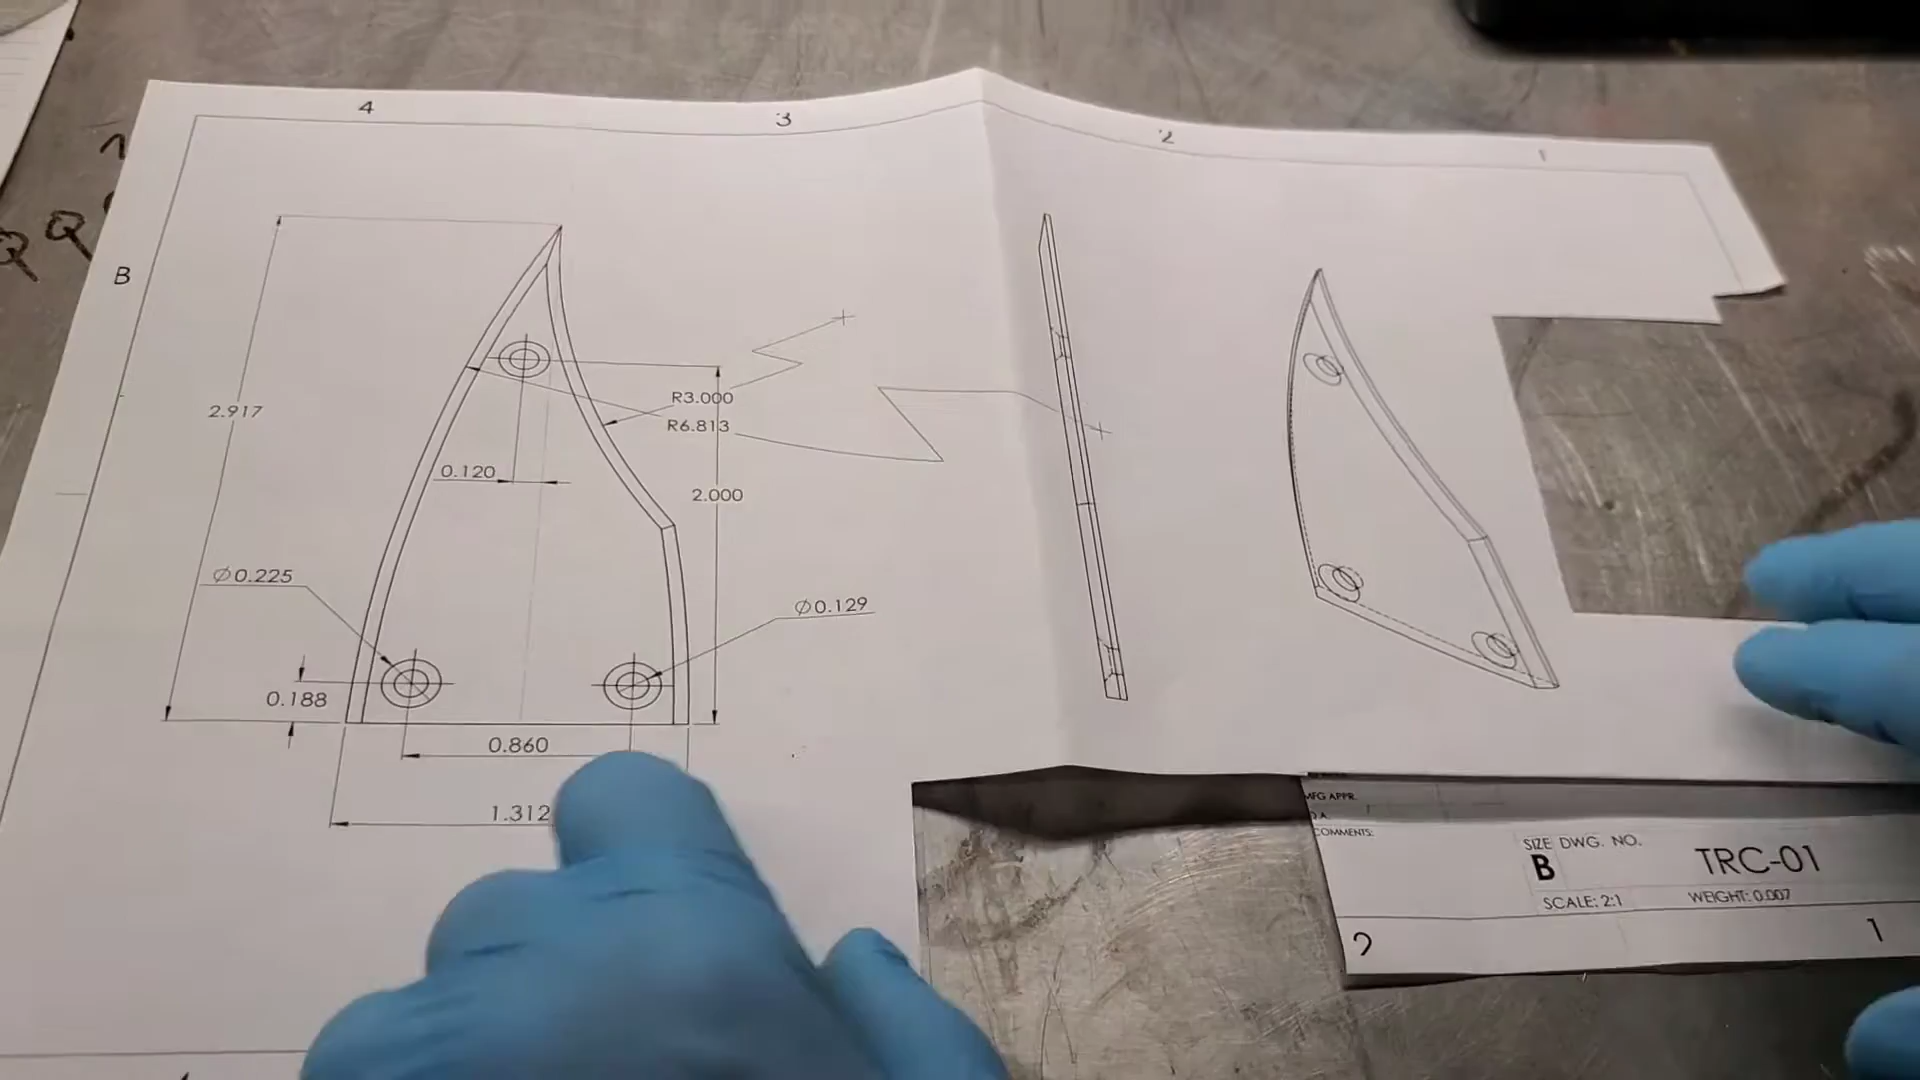 4
3
2
1
B
2.917
R3.000
R6.813
0.120
2.000
Ø0.225
Ø0.129
0.188
0.860
1.312
MFG APPR.
COMMENTS:
SIZE DWG. NO.
B TRC-01
SCALE: 2:1 WEIGHT: 0.007
2 1